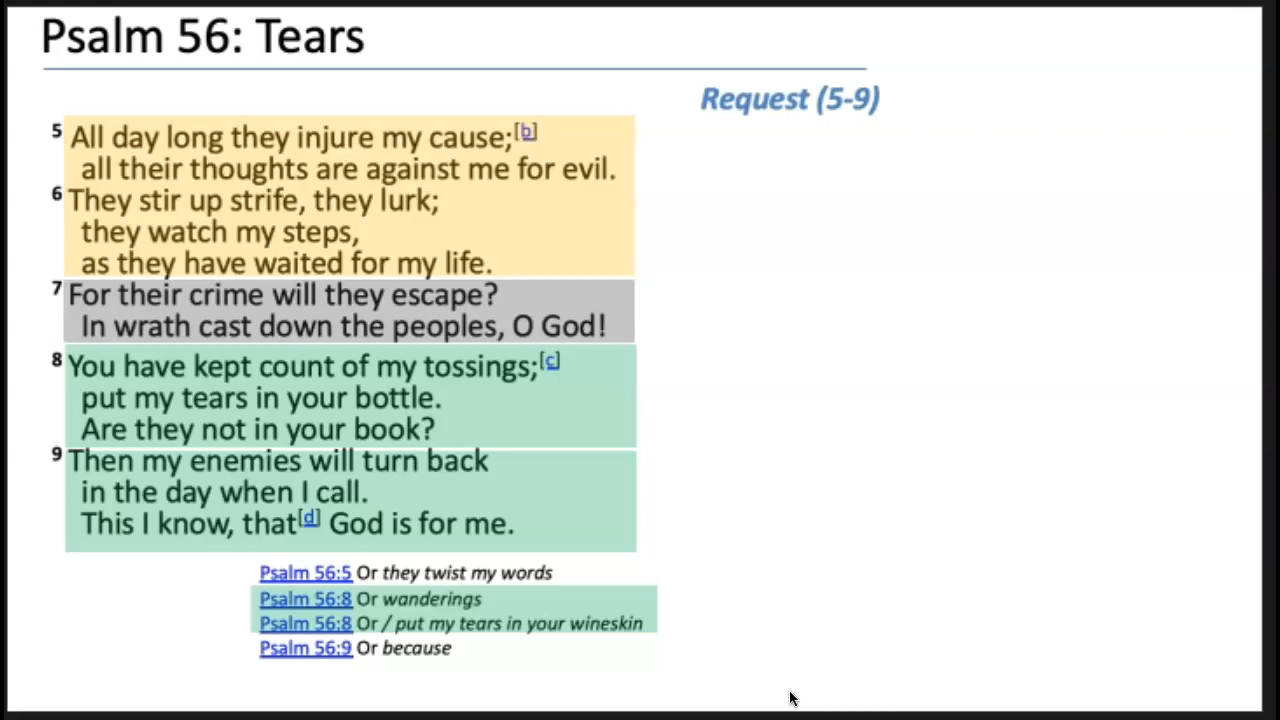 Psalm 56: Tears
Request (5-9)
5 All day long they injure my cause;[b]
all their thoughts are against me for evil.
6 They stir up strife, they lurk;
they watch my steps,
as they have waited for my life.
7 For their crime will they escape?
In wrath cast down the peoples, O God!
8 You have kept count of my tossings;[c]
put my tears in your bottle.
Are they not in your book?
9 Then my enemies will turn back
in the day when I call.
This I know, that[d] God is for me.
Psalm 56:5 Or they twist my words
Psalm 56:8 Or wanderings
Psalm 56:8 Or / put my tears in your wineskin
Psalm 56:9 Or because